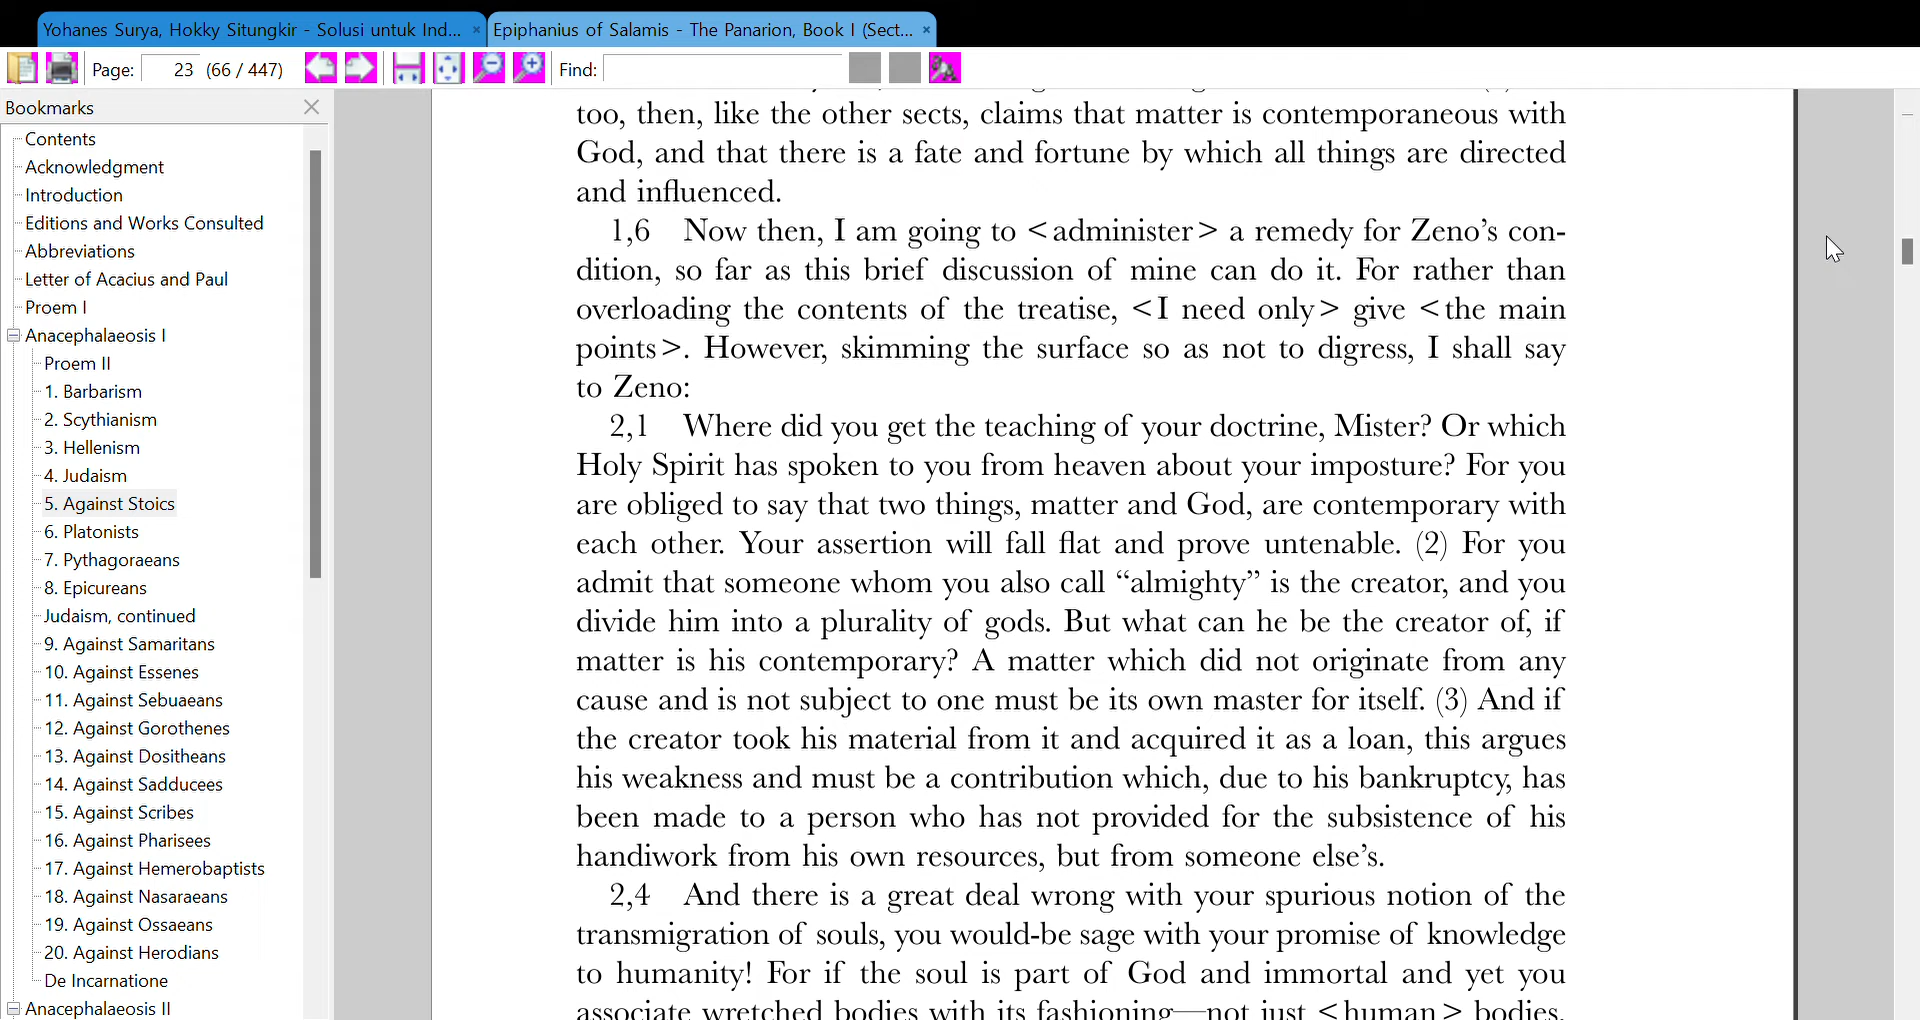 Yohanes Surya, Hokky Situngkir - Solusi untuk Ind... ×
Epiphanius of Salamis - The Panarion, Book I (Sect... ×
Page: 23 (66 / 447)
Find:
Bookmarks
Contents
Acknowledgment
Introduction
Editions and Works Consulted
Abbreviations
Letter of Acacius and Paul
Proem I
Anacephalaeosis I
Proem II
1. Barbarism
2. Scythianism
3. Hellenism
4. Judaism
5. Against Stoics
6. Platonists
7. Pythagoraeans
8. Epicureans
Judaism, continued
9. Against Samaritans
10. Against Essenes
11. Against Sebuaeans
12. Against Gorothenes
13. Against Dositheans
14. Against Sadducees
15. Against Scribes
16. Against Pharisees
17. Against Hemerobaptists
18. Against Nasaraeans
19. Against Ossaeans
20. Against Herodians
De Incarnatione
Anacephalaeosis II
too, then, like the other sects, claims that matter is contemporaneous with
God, and that there is a fate and fortune by which all things are directed
and influenced.
1,6 Now then, I am going to <administer> a remedy for Zeno’s con-
dition, so far as this brief discussion of mine can do it. For rather than
overloading the contents of the treatise, <I need only> give <the main
points>. However, skimming the surface so as not to digress, I shall say
to Zeno:
2,1 Where did you get the teaching of your doctrine, Mister? Or which
Holy Spirit has spoken to you from heaven about your imposture? For you
are obliged to say that two things, matter and God, are contemporary with
each other. Your assertion will fall flat and prove untenable. (2) For you
admit that someone whom you also call “almighty” is the creator, and you
divide him into a plurality of gods. But what can he be the creator of, if
matter is his contemporary? A matter which did not originate from any
cause and is not subject to one must be its own master for itself. (3) And if
the creator took his material from it and acquired it as a loan, this argues
his weakness and must be a contribution which, due to his bankruptcy, has
been made to a person who has not provided for the subsistence of his
handiwork from his own resources, but from someone else’s.
2,4 And there is a great deal wrong with your spurious notion of the
transmigration of souls, you would-be sage with your promise of knowledge
to humanity! For if the soul is part of God and immortal and yet you
associate wretched bodies with its fashioning—not just <human> bodies,